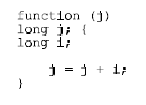 function (j)
long j; {
long i;
j = j + i;
}